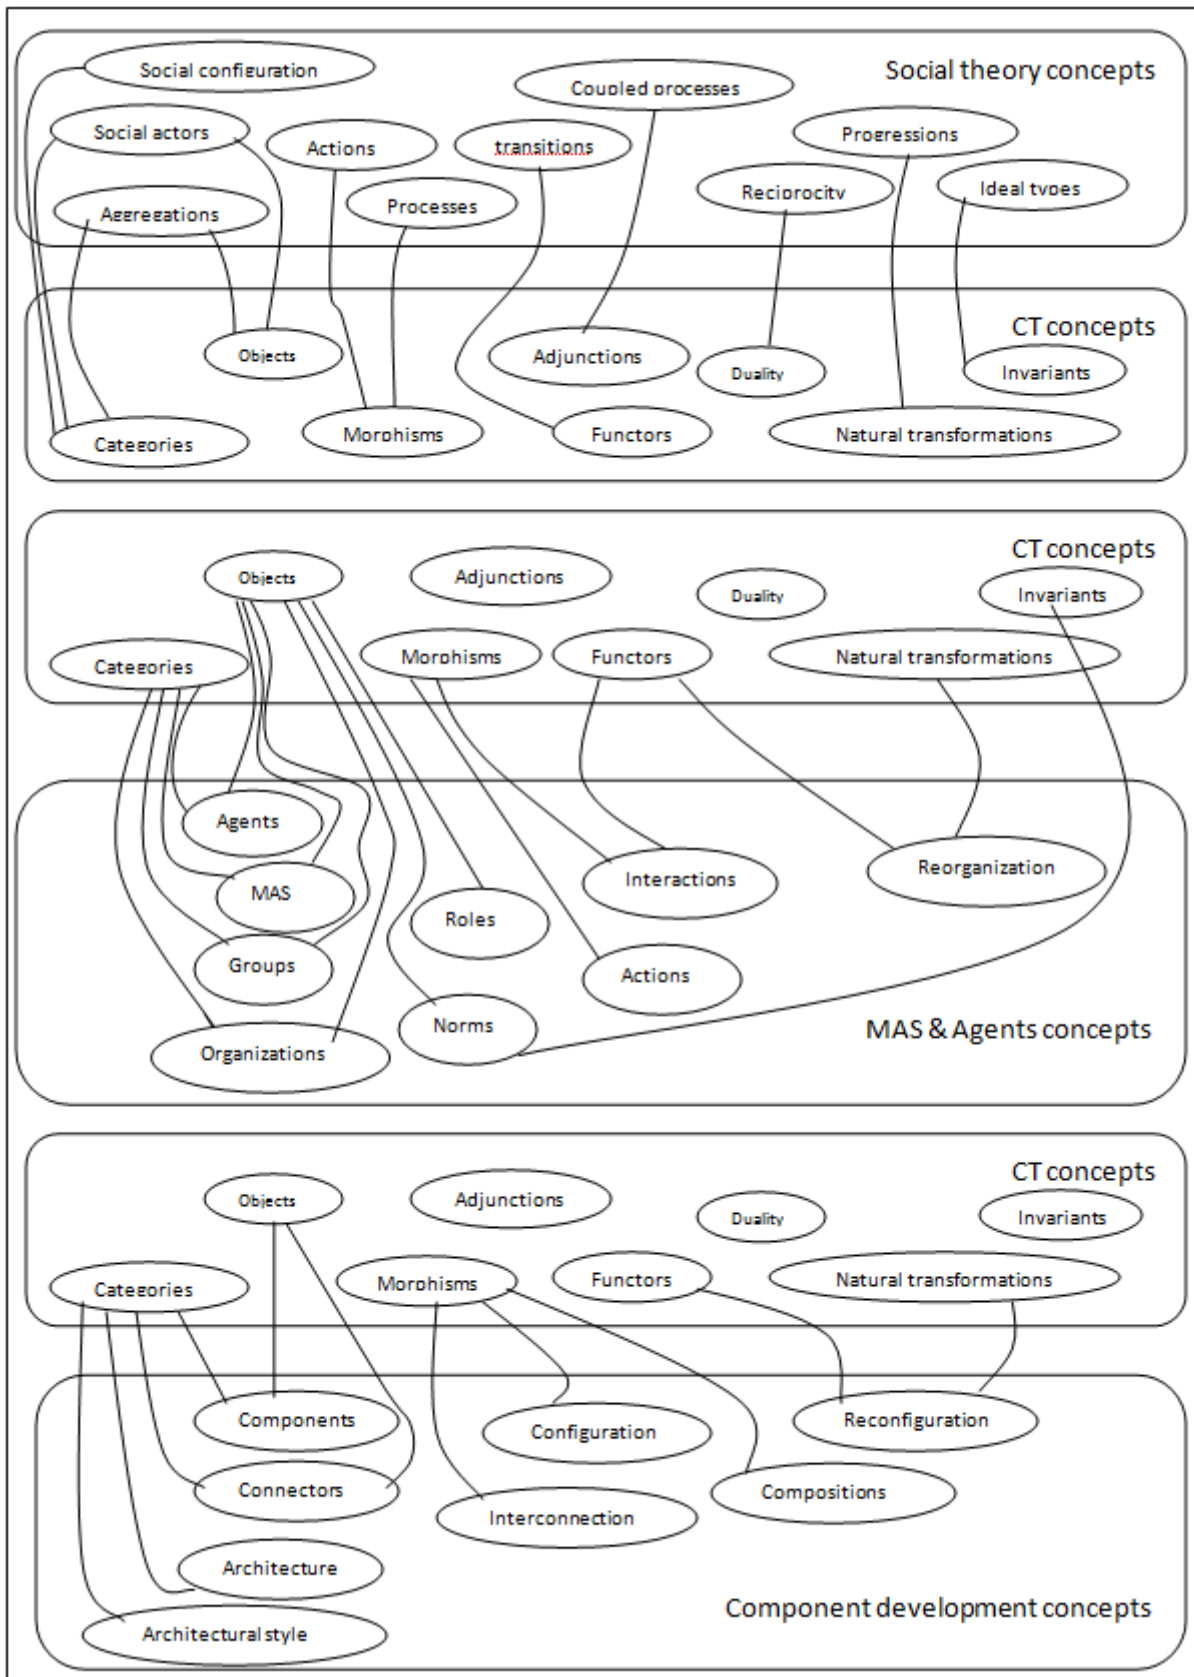 Social configuration
Coupled processes
Social theory concepts
Social actors
Actions
transitions
Progressions
Aggregations
Processes
Reciprocity
Ideal types
CT concepts
Objects
Adjunctions
Duality
Invariants
Categories
Morphisms
Functors
Natural transformations
CT concepts
Objects
Adjunctions
Duality
Invariants
Categories
Morphisms
Functors
Natural transformations
Agents
MAS
Interactions
Reorganization
Roles
Groups
Actions
Norms
Organizations
MAS & Agents concepts
CT concepts
Objects
Adjunctions
Duality
Invariants
Categories
Morphisms
Functors
Natural transformations
Components
Configuration
Reconfiguration
Connectors
Compositions
Interconnection
Architecture
Component development concepts
Architectural style